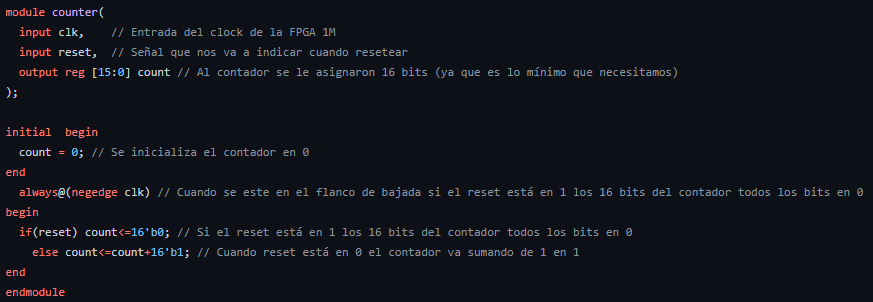 module counter(
  input clk,    // Entrada del clock de la FPGA 1M
  input reset,  // Señal que nos va a indicar cuando resetear
  output reg [15:0] count // Al contador se le asignaron 16 bits (ya que es lo mínimo que necesitamos)
);

initial  begin
  count = 0; // Se inicializa el contador en 0
end
  always@(negedge clk) // Cuando se este en el flanco de bajada si el reset está en 1 los 16 bits del contador todos los bits en 0
begin
  if(reset) count<=16'b0; // Si el reset está en 1 los 16 bits del contador todos los bits en 0
    else count<=count+16'b1; // Cuando reset está en 0 el contador va sumando de 1 en 1
end
endmodule